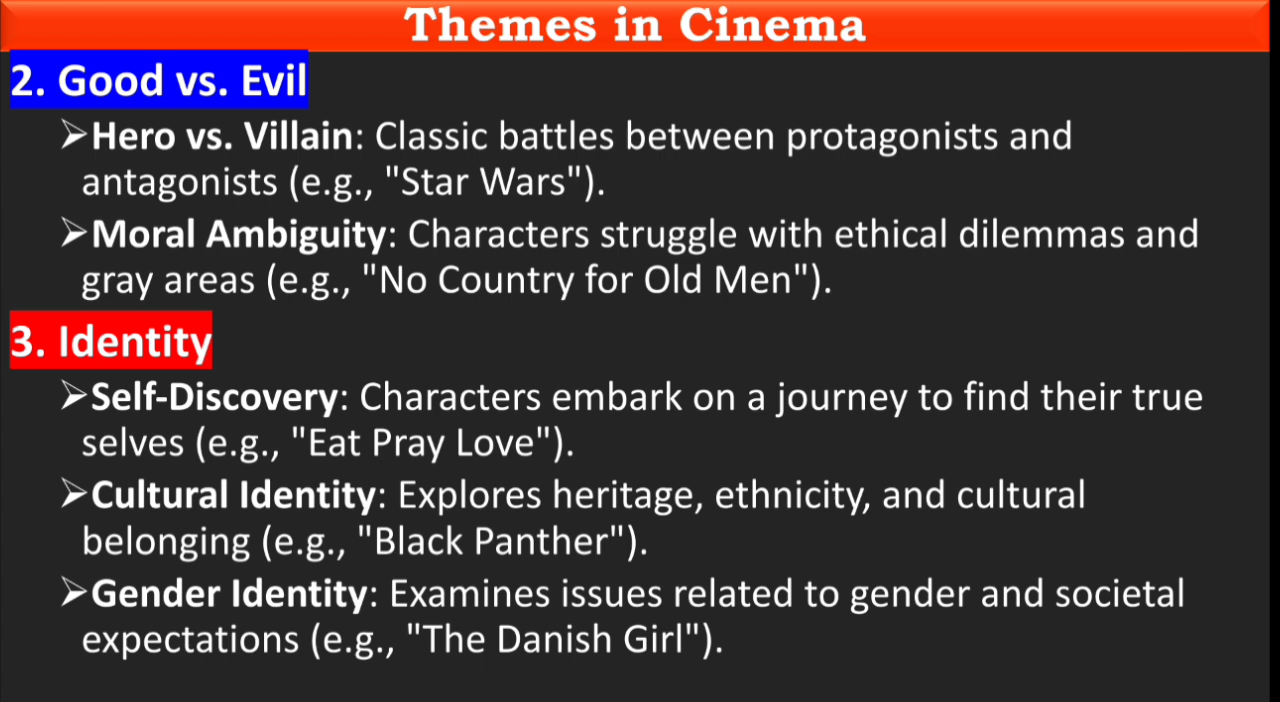 Themes in Cinema
2. Good vs. Evil
➢Hero vs. Villain: Classic battles between protagonists and
antagonists (e.g., "Star Wars").
➢Moral Ambiguity: Characters struggle with ethical dilemmas and
gray areas (e.g., "No Country for Old Men").
3. Identity
➢Self-Discovery: Characters embark on a journey to find their true
selves (e.g., "Eat Pray Love").
➢Cultural Identity: Explores heritage, ethnicity, and cultural
belonging (e.g., "Black Panther").
➢Gender Identity: Examines issues related to gender and societal
expectations (e.g., "The Danish Girl").